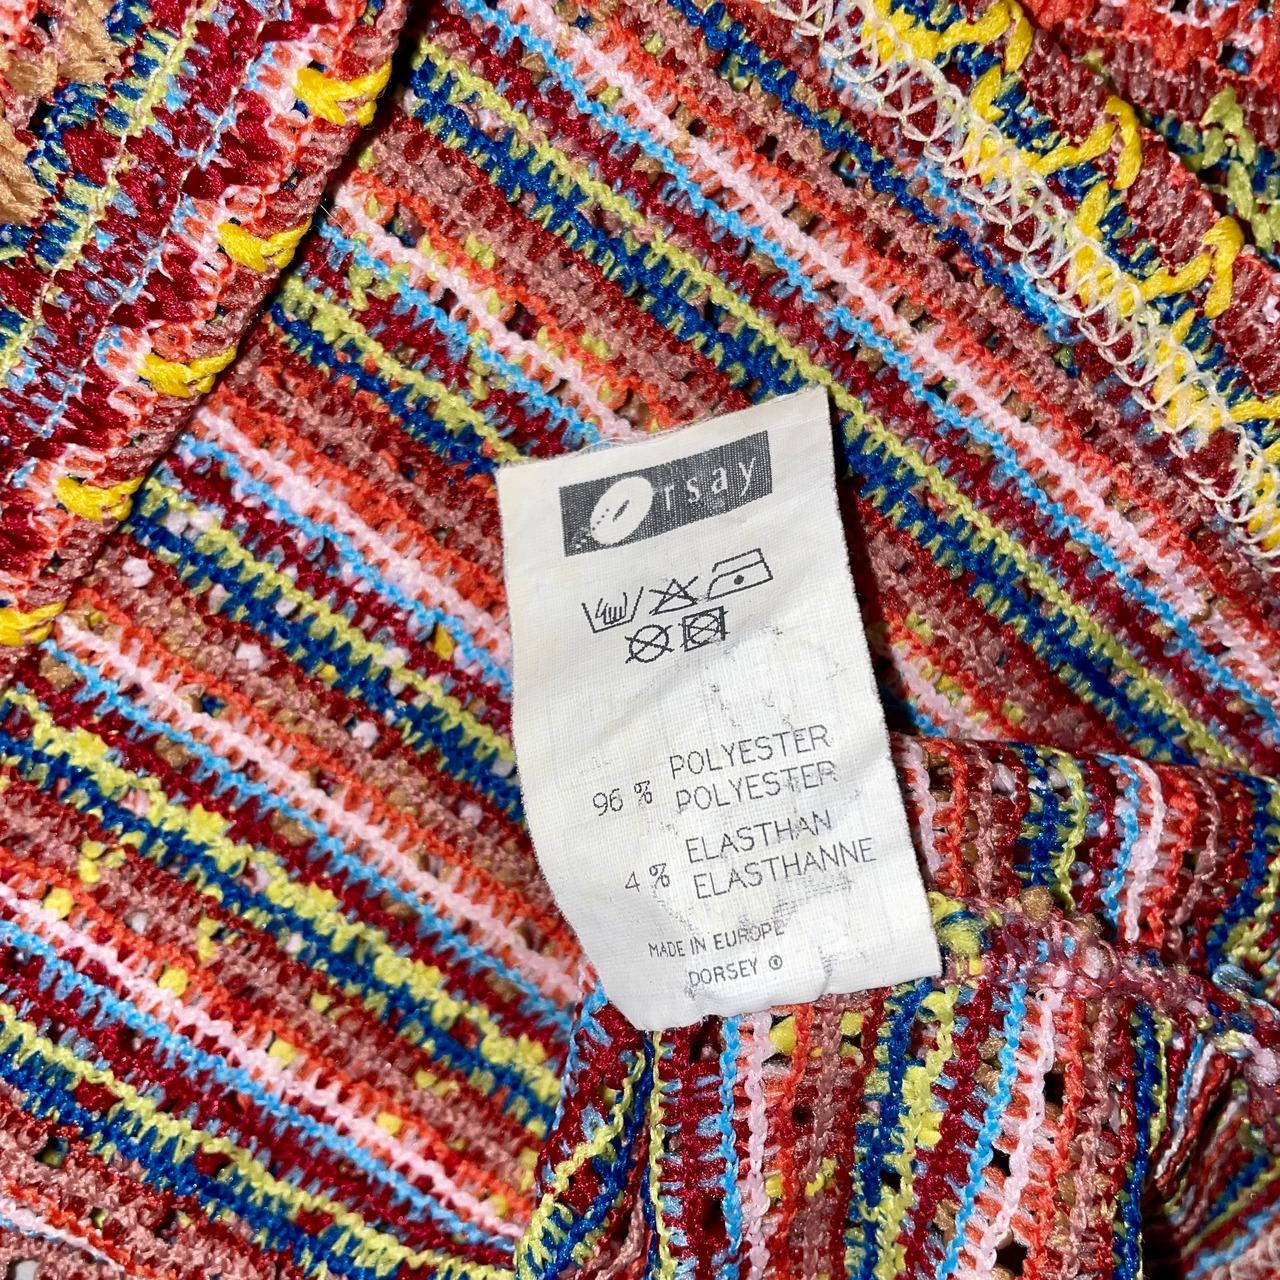 Orsay
POLYESTER
96 % POLYESTER
ELASTHAN
4 % ELASTHANNE
MADE IN EUROPE
DORSEY